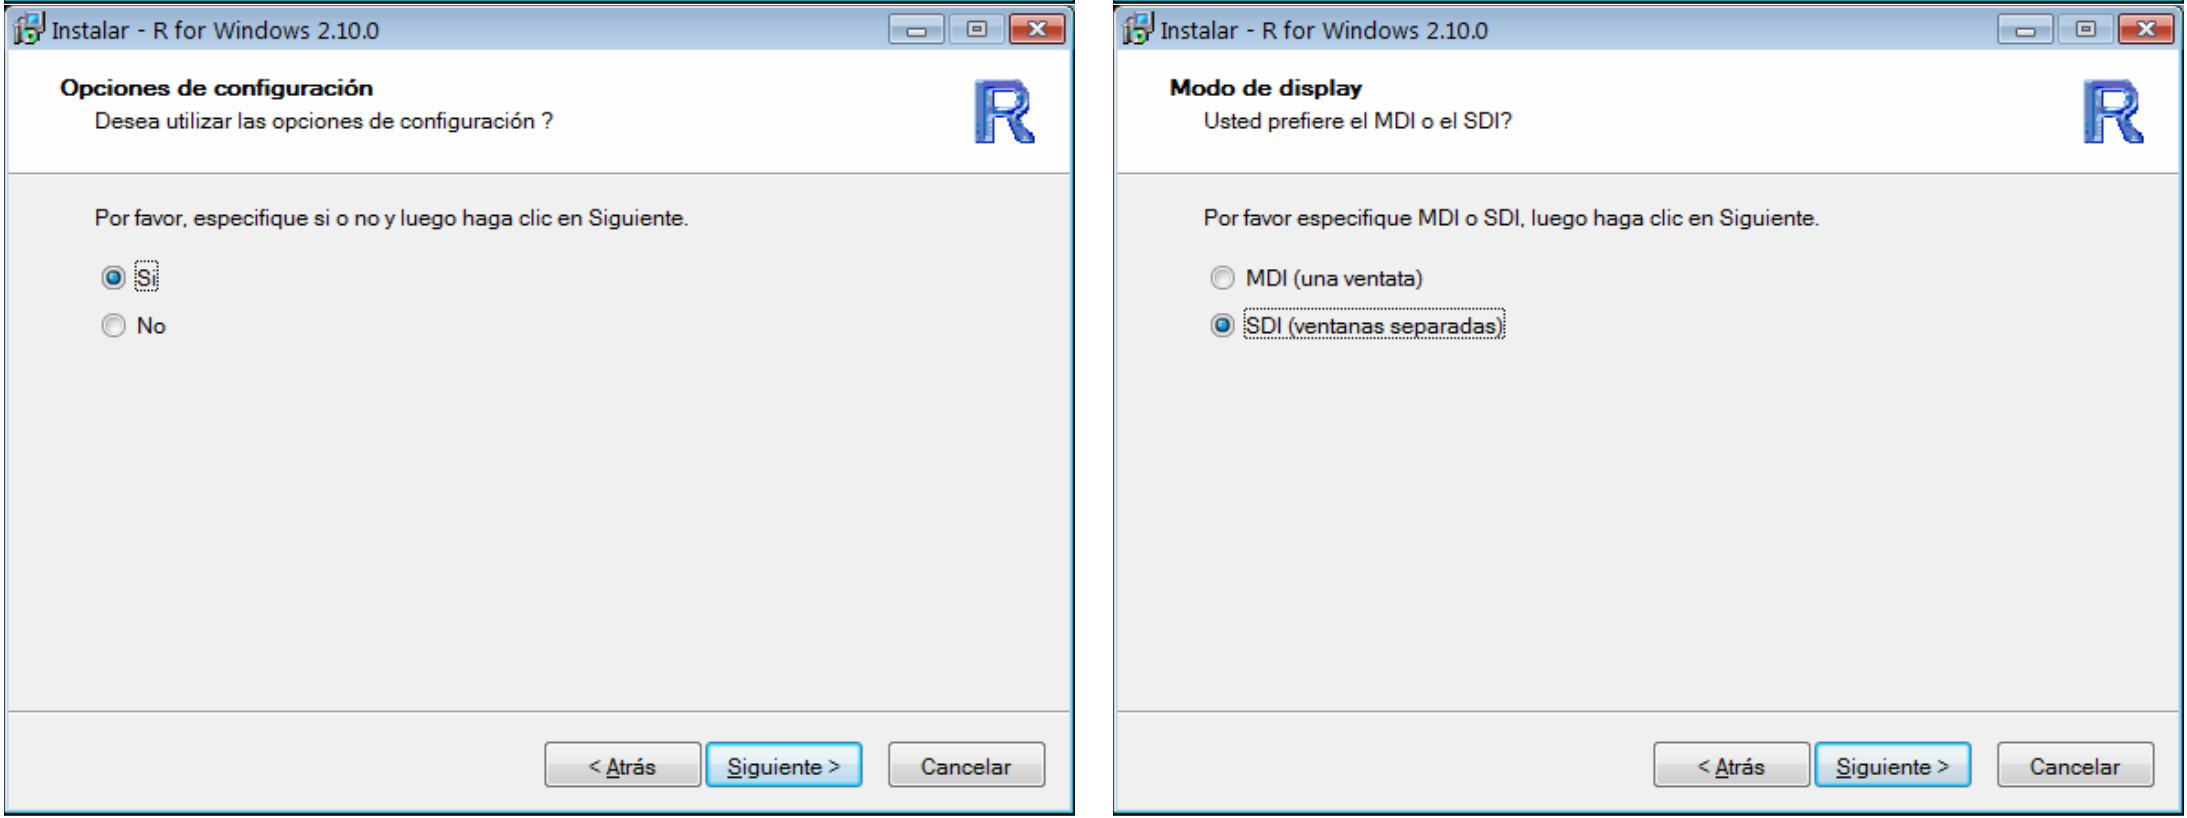 Instalar - R for Windows 2.10.0
Opciones de configuración
Desea utilizar las opciones de configuración ?
R
Por favor, especifique si o no y luego haga clic en Siguiente.
Si
No
< Atrás
Siguiente >
Cancelar
Instalar - R for Windows 2.10.0
Modo de display
Usted prefiere el MDI o el SDI?
R
Por favor especifique MDI o SDI, luego haga clic en Siguiente.
MDI (una ventata)
SDI (ventanas separadas)
< Atrás
Siguiente >
Cancelar